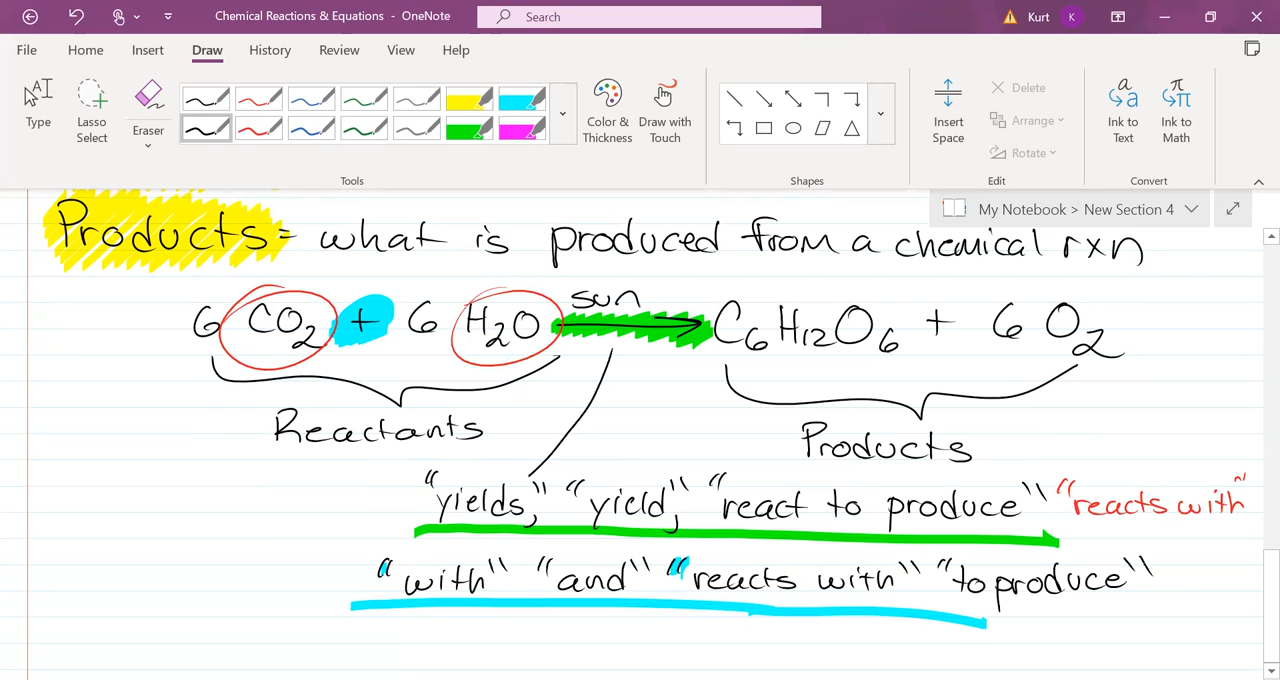 Chemical Reactions & Equations - OneNote
Search
Kurt K
File Home Insert Draw History Review View Help
Type
Lasso Select
Eraser
Color & Thickness
Draw with Touch
Insert Space
Delete
Arrange
Rotate
Ink to Text
Ink to Math
Tools Shapes Edit Convert
My Notebook > New Section 4
Products = what is produced from a chemical rxn
sun
6 CO₂ + 6 H₂O → C₆H₁₂O₆ + 6 O₂
Reactants
Products
"yields," "yield," "react to produce" "reacts with"
"with" "and" "reacts with" "to produce"